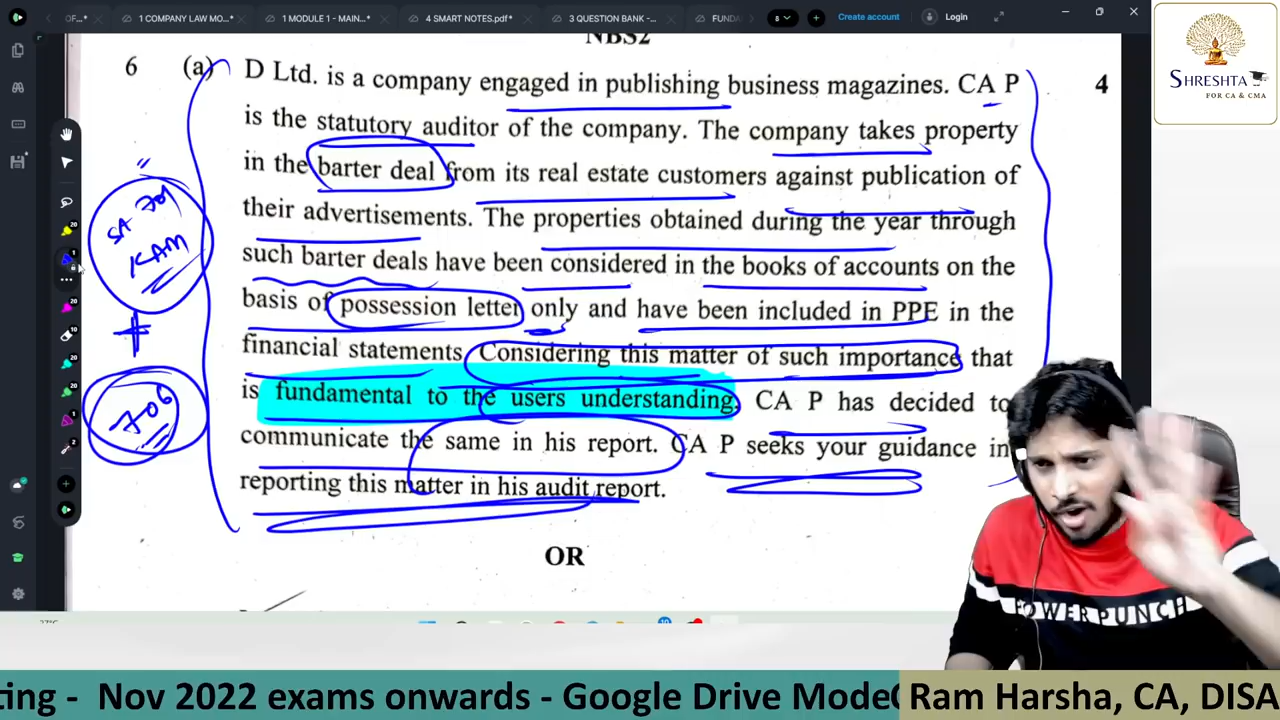 OF...*
1 COMPANY LAW MO...*
1 MODULE 1 - MAIN...*
4 SMART NOTES.pdf*
3 QUESTION BANK -...*
FUNDA
8
Create account
Login
NBS2
6 (a) D Ltd. is a company engaged in publishing business magazines. CA P 4
is the statutory auditor of the company. The company takes property
in the barter deal from its real estate customers against publication of
their advertisements. The properties obtained during the year through
such barter deals have been considered in the books of accounts on the
basis of possession letter only and have been included in PPE in the
financial statements. Considering this matter of such importance that
is fundamental to the users understanding, CA P has decided to
communicate the same in his report. CA P seeks your guidance in
reporting this matter in his audit report.
OR
SA 701
KAM
+
706
SHRESHTA
FOR CA & CMA
POWER PUNCH
ting - Nov 2022 exams onwards - Google Drive Mode
Ram Harsha, CA, DISA